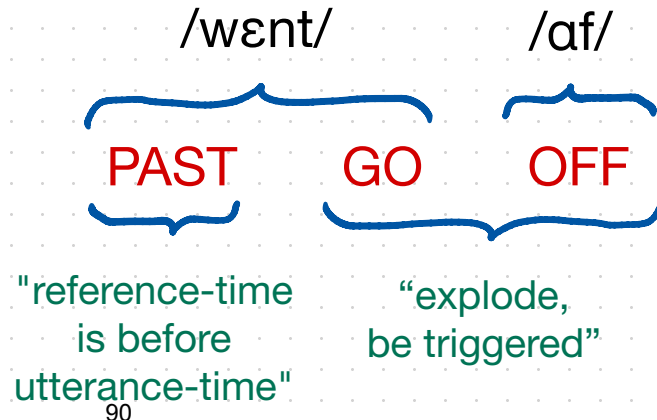 /wɛnt/ /ɑf/
PAST GO OFF
"reference-time
is before
utterance-time"
“explode,
be triggered”
90